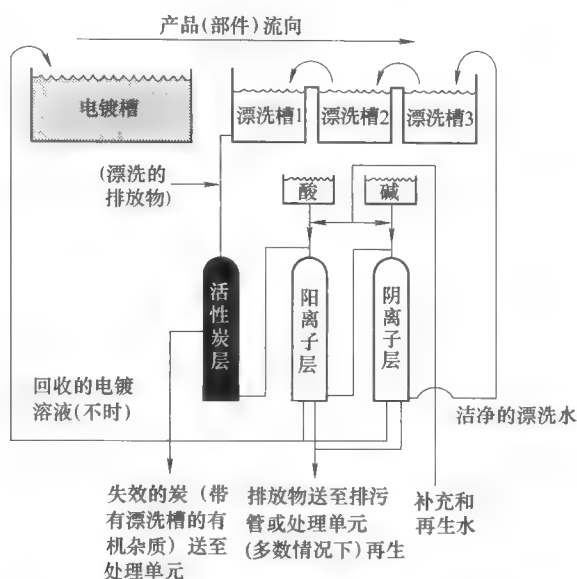 产品(部件)流向
电镀槽
漂洗槽1
漂洗槽2
漂洗槽3
(漂洗的
排放物)
酸
碱
活性炭层
阳离子层
阴离子层
回收的电镀
溶液(不时)
洁净的漂洗水
失效的炭(带
有漂洗槽的有
机杂质)送至
处理单元
排放物送至排污
管或处理单元
(多数情况下)再生
补充和
再生水